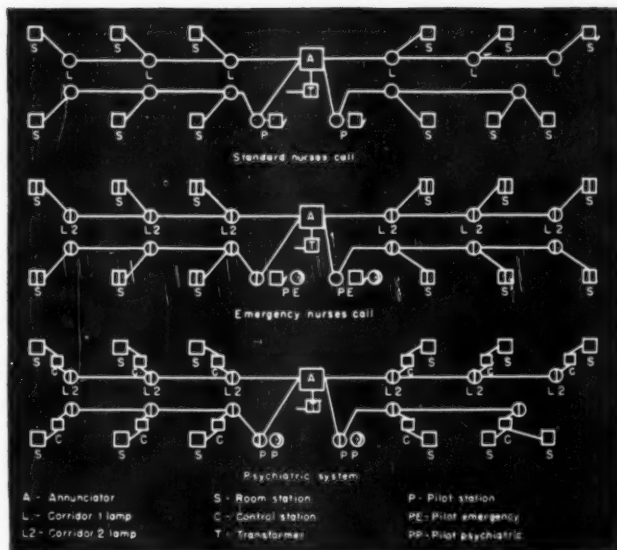 S S S A S S S
L L L T L L L
S S S P P S S S
Standard nurses call
S S S A S S S
L2 L2 L2 T L2 L2 L2
S S S PE PE S S S
Emergency nurses call
S S S A S S S
C C C C C C
L2 L2 L2 T L2 L2 L2
C C C C C
S S S PP PP S S S
Psychiatric system
A - Annunciator S - Room station P - Pilot station
L - Corridor 1 lamp C - Control station PE - Pilot emergency
L2 - Corridor 2 lamp T - Transformer PP - Pilot psychiatric